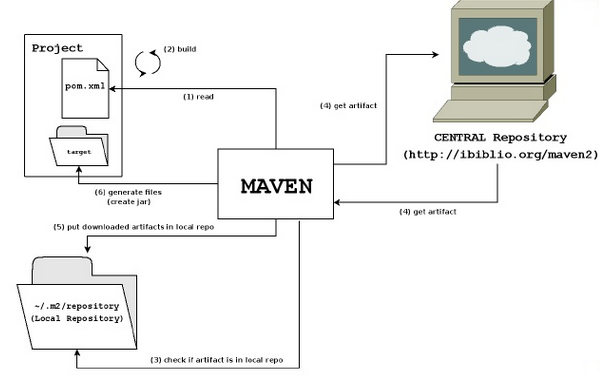 Project
(2) build
pom.xml
(1) read
(4) get artifact
target
CENTRAL Repository
(http://ibiblio.org/maven2)
MAVEN
(6) generate files
(create jar)
(4) get artifact
(5) put downloaded artifacts in local repo
~/.m2/repository
(Local Repository)
(3) check if artifact is in local repo